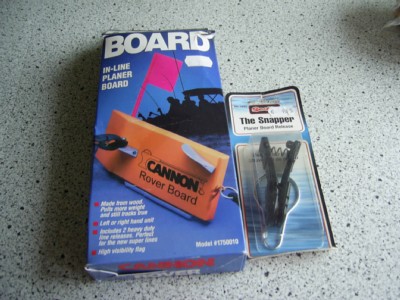 BOARD
IN-LINE
PLANER
BOARD
CANNON
Rover Board
Made from wood
Pulls more weight
and still tracks true
Left or right hand unit
Includes 2 heavy duty
line releases. Perfect
for the new super lines
High visibility flag
Model #1750010
The Snapper
Planer Board Release